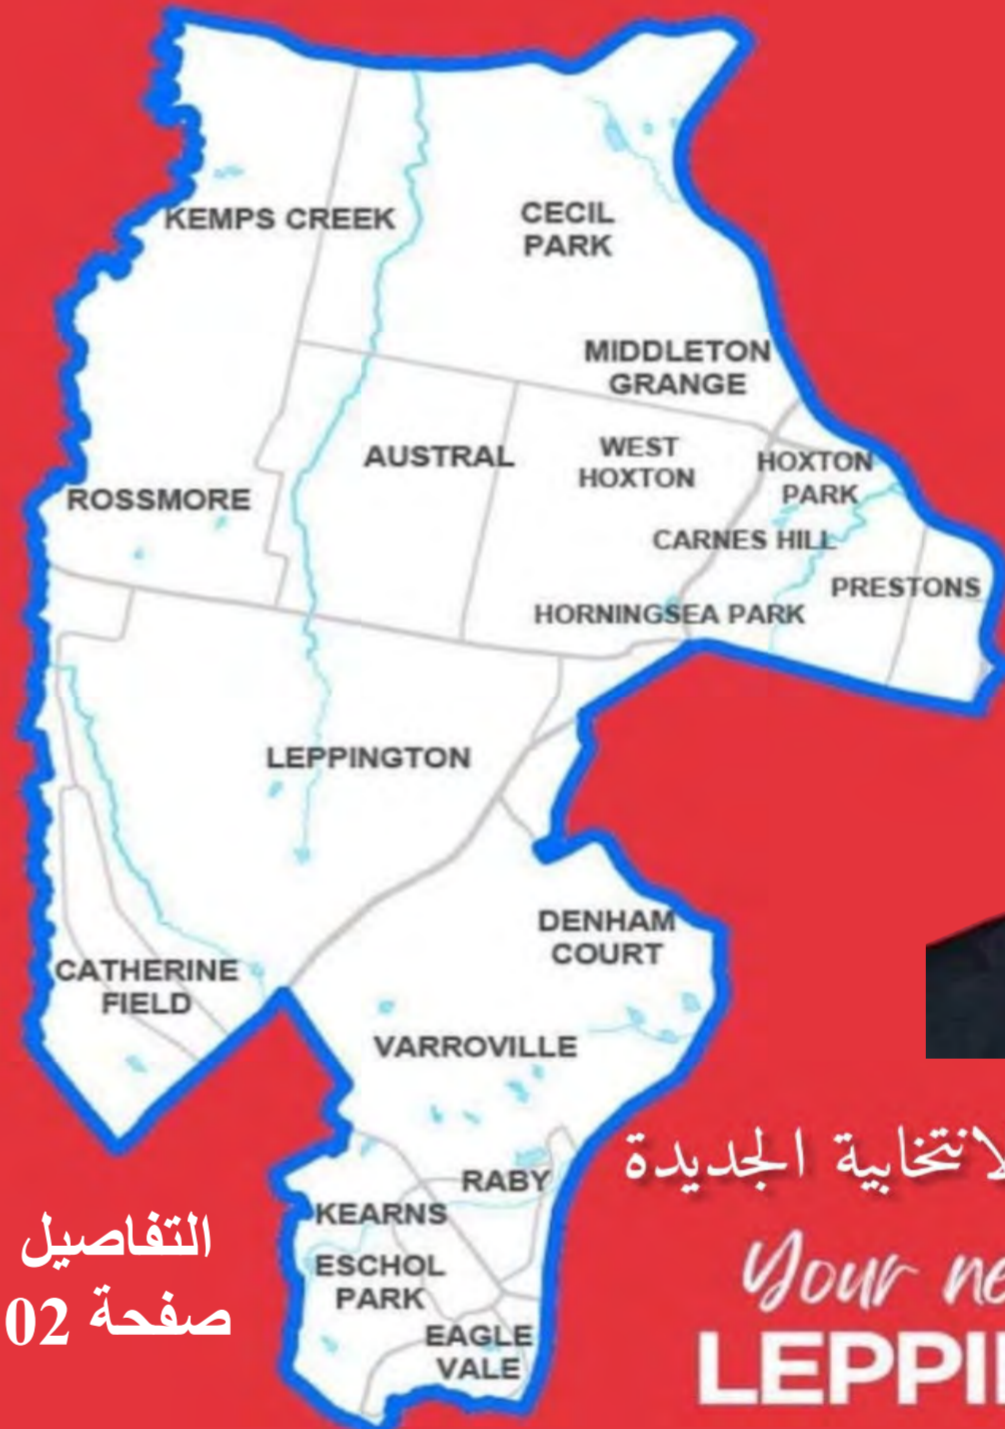 KEMPS CREEK
CECIL
PARK
MIDDLETON
GRANGE
AUSTRAL
WEST
HOXTON
HOXTON
PARK
ROSSMORE
CARNES HILL
PRESTONS
HORNINGSEA PARK
LEPPINGTON
DENHAM
COURT
CATHERINE
FIELD
VARROVILLE
RABY
KEARNS
ESCHOL
PARK
EAGLE
VALE
الجديدة
التفاصيل
صفحة 02
Your